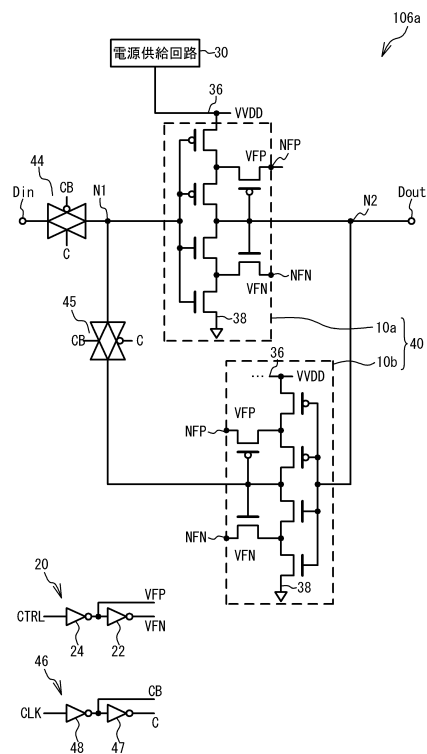 106a
電源供給回路 30
36 VVDD
44 CB Din C N1
VFP NFP
N2 Dout
VFN NFN
38
45 CB C
10a
10b 40
36
··· VVDD
VFP
NFP
NFN
VFN
38
20
CTRL VFP VFN
24 22
46
CLK CB C
48 47